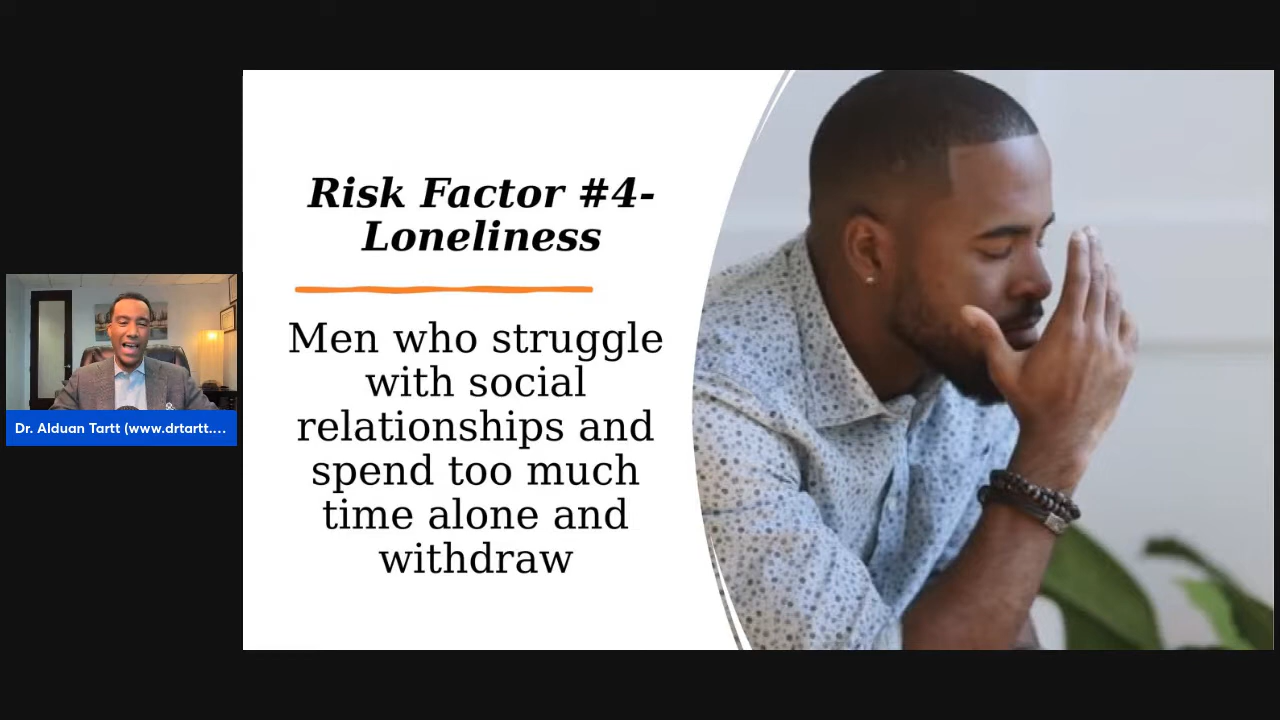 Risk Factor #4-
Loneliness
Men who struggle
with social
relationships and
spend too much
time alone and
withdraw
Dr. Alduan Tartt (www.drtartt....